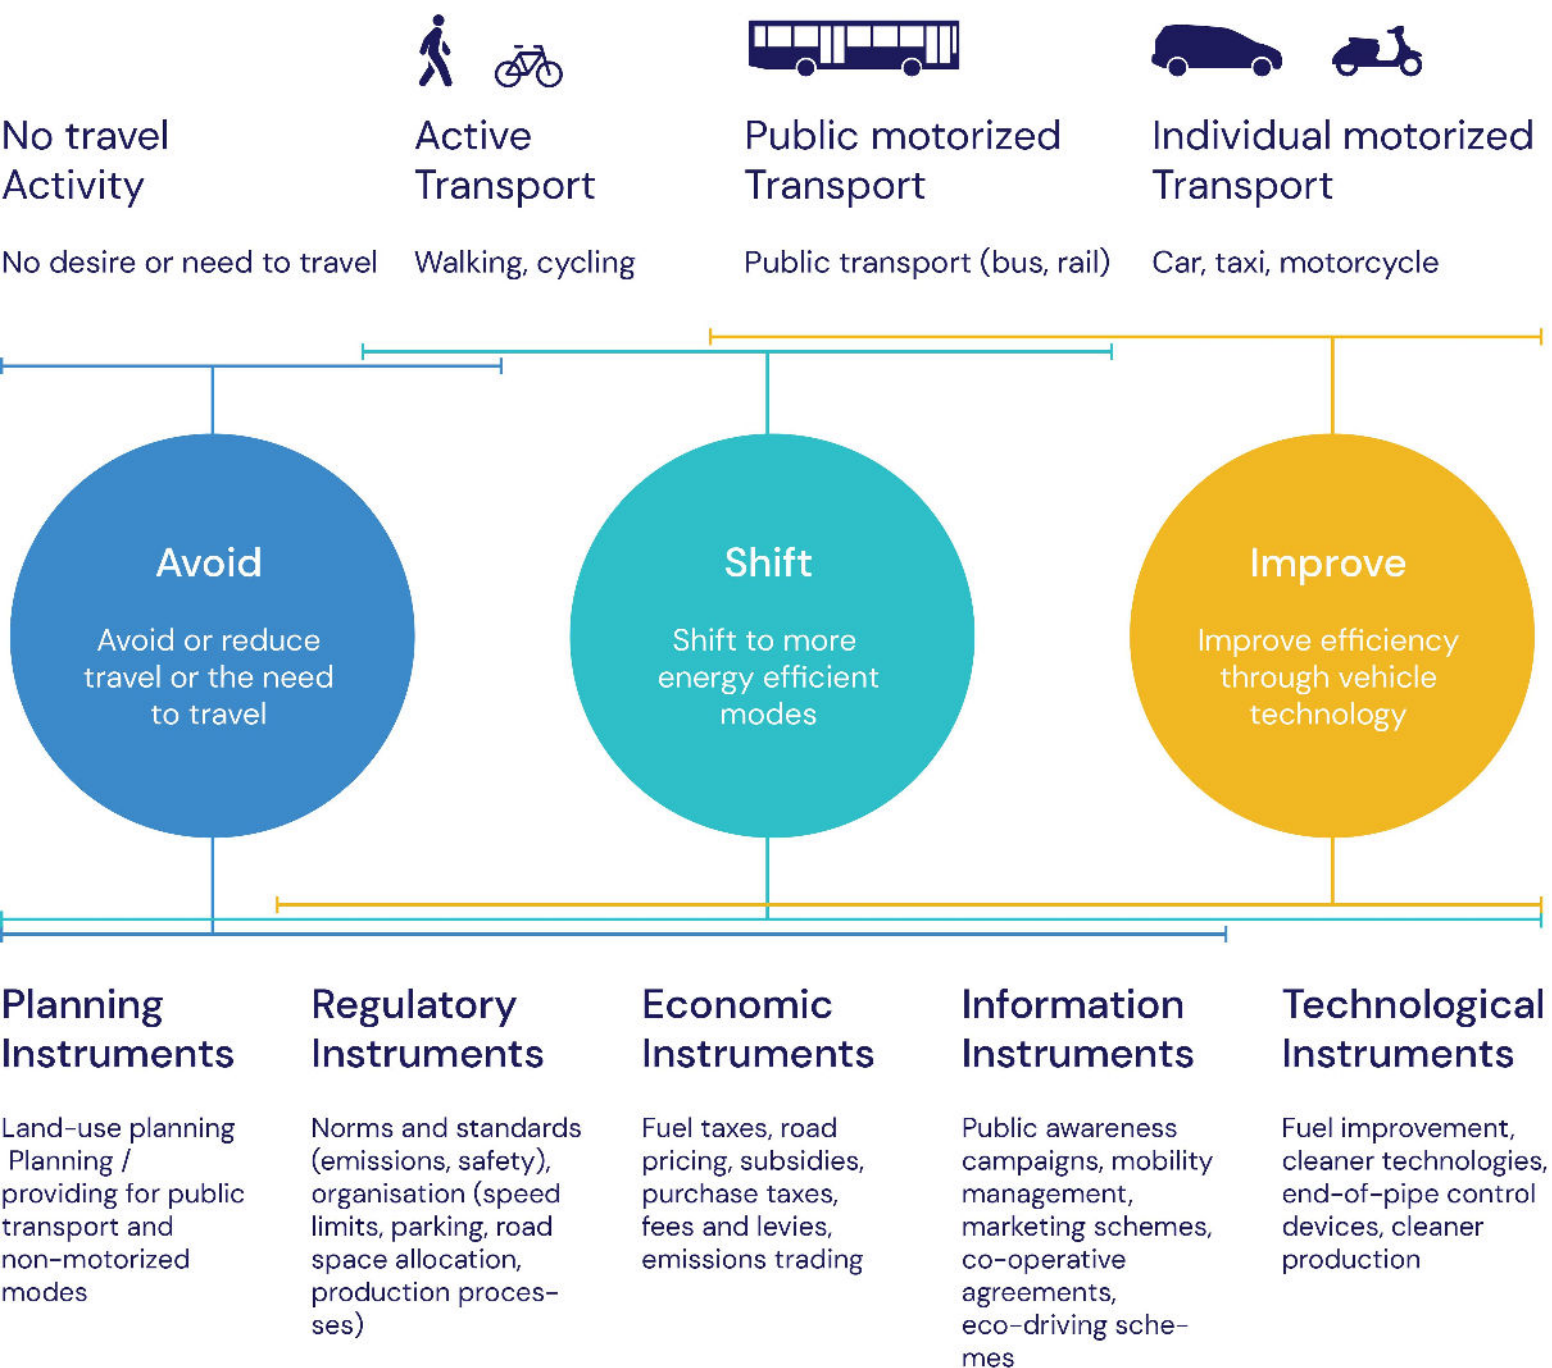 No travel
Activity
No desire or need to travel
Active
Transport
Walking, cycling
Public motorized
Transport
Public transport (bus, rail)
Individual motorized
Transport
Car, taxi, motorcycle
Avoid
Avoid or reduce
travel or the need
to travel
Shift
Shift to more
energy efficient
modes
Improve
Improve efficiency
through vehicle
technology
Planning
Instruments
Land-use planning
Planning /
providing for public
transport and
non-motorized
modes
Regulatory
Instruments
Norms and standards
(emissions, safety),
organisation (speed
limits, parking, road
space allocation,
production proces-
ses)
Economic
Instruments
Fuel taxes, road
pricing, subsidies,
purchase taxes,
fees and levies,
emissions trading
Information
Instruments
Public awareness
campaigns, mobility
management,
marketing schemes,
co-operative
agreements,
eco-driving sche-
mes
Technological
Instruments
Fuel improvement,
cleaner technologies,
end-of-pipe control
devices, cleaner
production